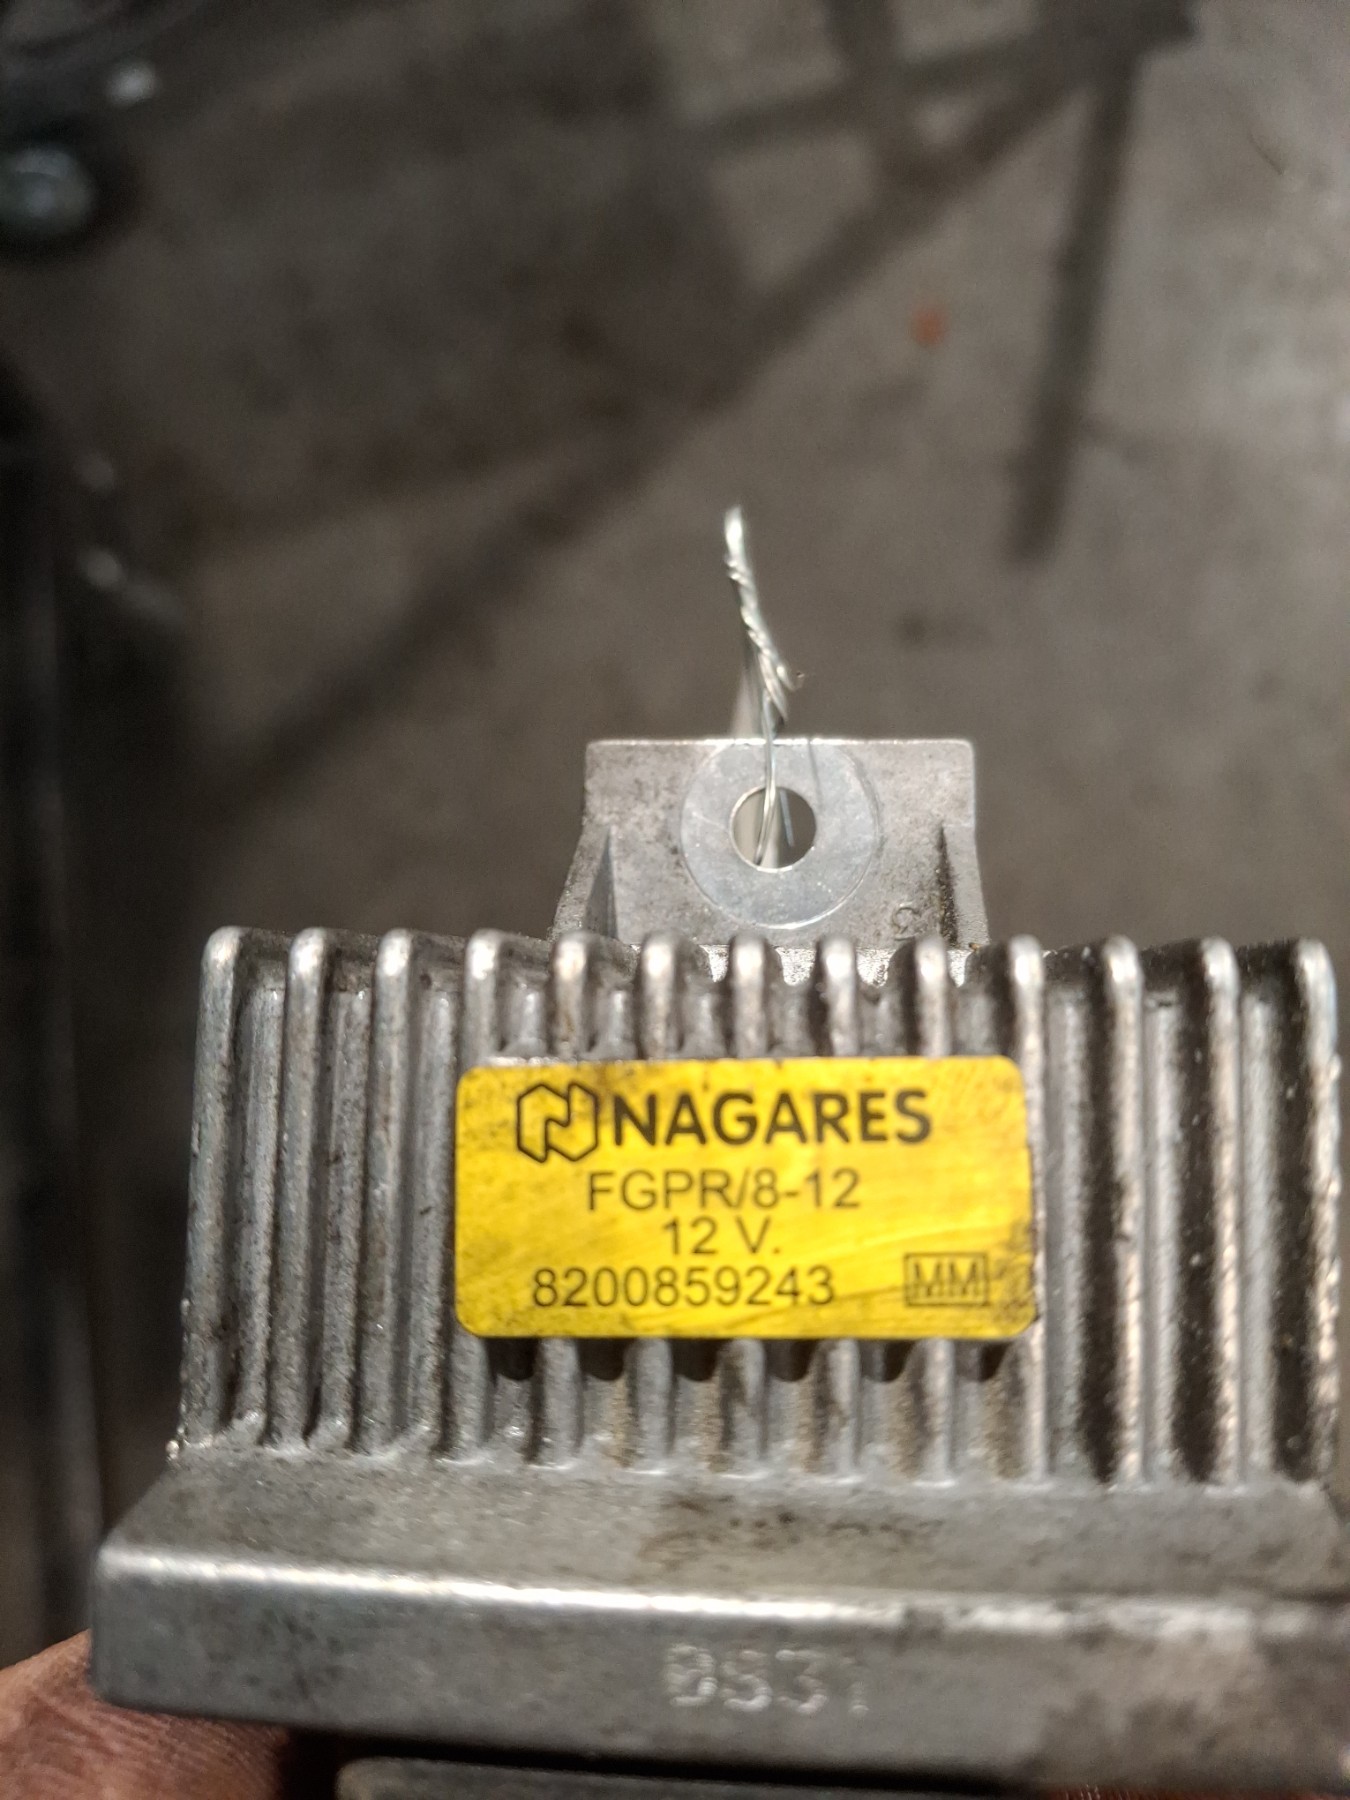 NAGARES
FGPR/8-12
12 V.
8200859243
MM